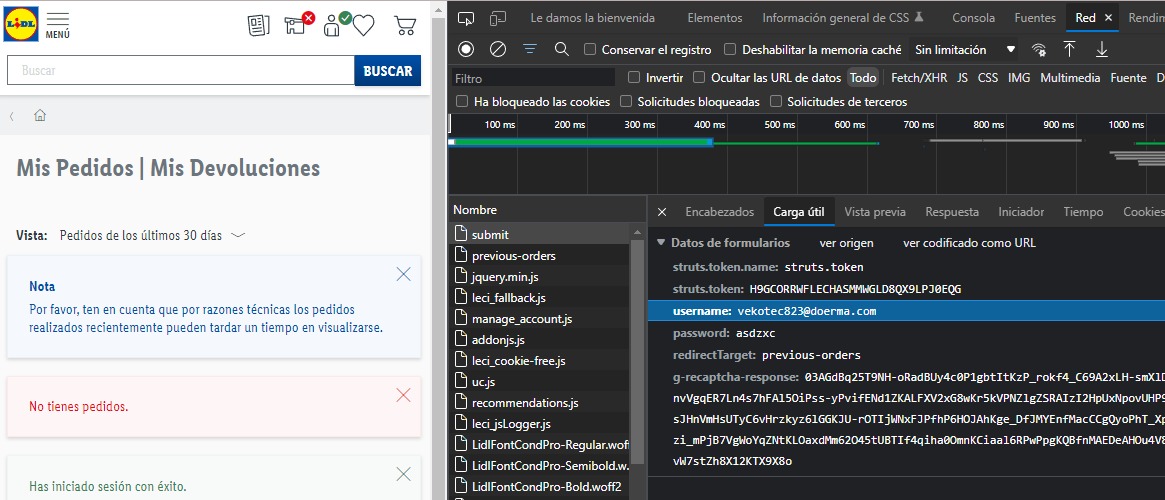 LIDL
MENÚ
Buscar
BUSCAR
Mis Pedidos | Mis Devoluciones
Vista: Pedidos de los últimos 30 días
Nota
Por favor, ten en cuenta que por razones técnicas los pedidos
realizados recientemente pueden tardar un tiempo en visualizarse.
No tienes pedidos.
Has iniciado sesión con éxito.
Le damos la bienvenida Elementos Información general de CSS Consola Fuentes Red Rendim
Conservar el registro Deshabilitar la memoria caché Sin limitación
Filtro Invertir Ocultar las URL de datos Todo Fetch/XHR JS CSS IMG Multimedia Fuente D
Ha bloqueado las cookies Solicitudes bloqueadas Solicitudes de terceros
100 ms 200 ms 300 ms 400 ms 500 ms 600 ms 700 ms 800 ms 900 ms 1000 ms
Nombre
submit
previous-orders
jquery.min.js
leci_fallback.js
manage_account.js
addonjs.js
leci_cookie-free.js
uc.js
recommendations.js
leci_jsLogger.js
LidlFontCondPro-Regular.woff
LidlFontCondPro-Semibold.w.
LidlFontCondPro-Bold.woff2
Encabezados Carga útil Vista previa Respuesta Iniciador Tiempo Cookies
Datos de formularios ver origen ver codificado como URL
struts.token.name: struts.token
struts.token: H9GCORRWFLECHASMMWGLD8QX9LPJ0EQG
username: vekotec823@doerma.com
password: asdzxc
redirectTarget: previous-orders
g-recaptcha-response: 03AGdBq25T9NH-oRadBUy4c0P1gbtItKzP_rokf4_C69A2xLH-smXlD
nvVgqER7Ln4s7hFAl5OiPss-yPvifENd1ZKALFXV2xG8wKr5kVPNZlgZSRAIzI2HpUxNpovUHP9
sJHnVmHsUTyC6vHrzkyz6lGGKJU-rOTIjWNxFJPfhP6HOJAhKge_DfJMYEnfMacCCgQyoPhT_Xp
zi_mPjB7VgWoYqZNtKLOaxdMm62O45tUBTIf4qiha0OmnKCiaal6RPwPpgKQBfnMAEDeAHOu4V8
vW7stZh8X12KTX9X8o